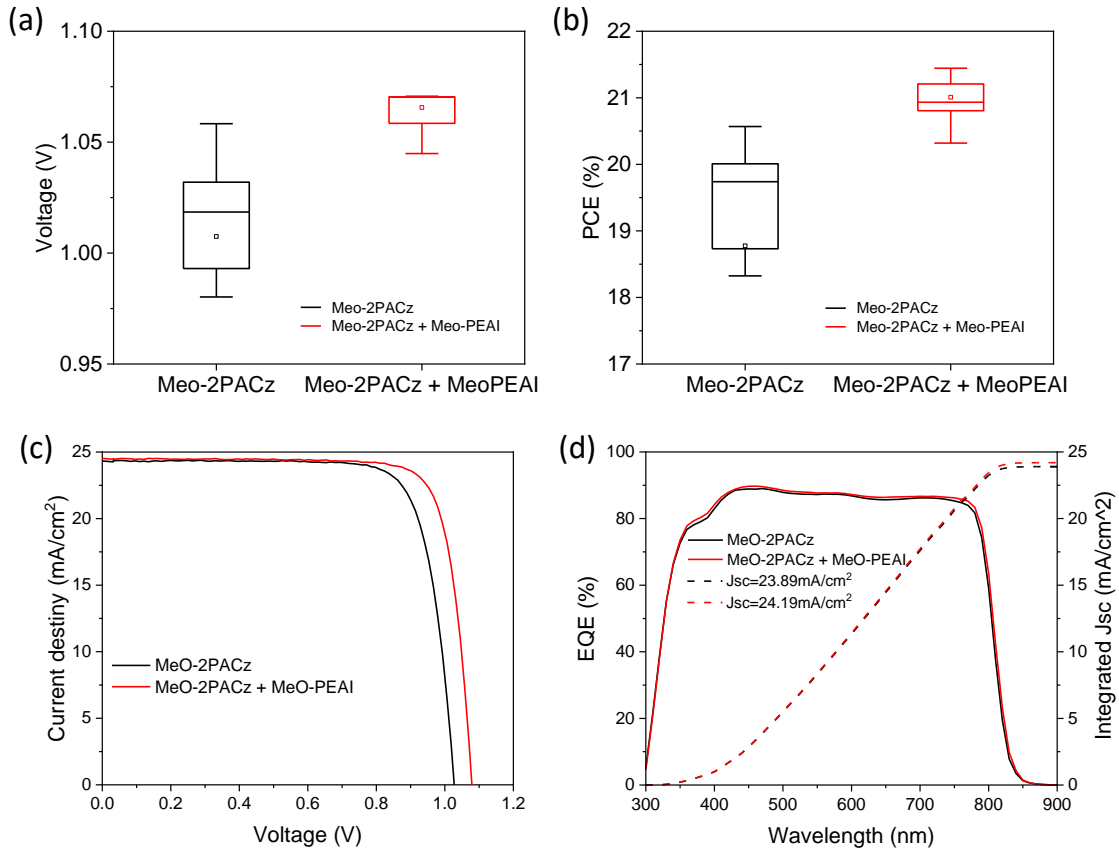 (a)
1.10
1.05
1.00
0.95
Voltage (V)
Meo-2PACz
Meo-2PACz + Meo-PEAI
Meo-2PACz
Meo-2PACz + MeoPEAI
(b)
22
21
20
19
18
17
PCE (%)
Meo-2PACz
Meo-2PACz + Meo-PEAI
Meo-2PACz
Meo-2PACz + MeoPEAI
(c)
25
20
15
10
5
0
Current destiny (mA/cm²)
MeO-2PACz
MeO-2PACz + MeO-PEAI
0.0 0.2 0.4 0.6 0.8 1.0 1.2
Voltage (V)
(d)
100
80
60
40
20
0
EQE (%)
MeO-2PACz
MeO-2PACz + MeO-PEAI
Jsc=23.89mA/cm²
Jsc=24.19mA/cm²
25
20
15
10
5
0
Integrated Jsc (mA/cm^2)
300 400 500 600 700 800 900
Wavelength (nm)